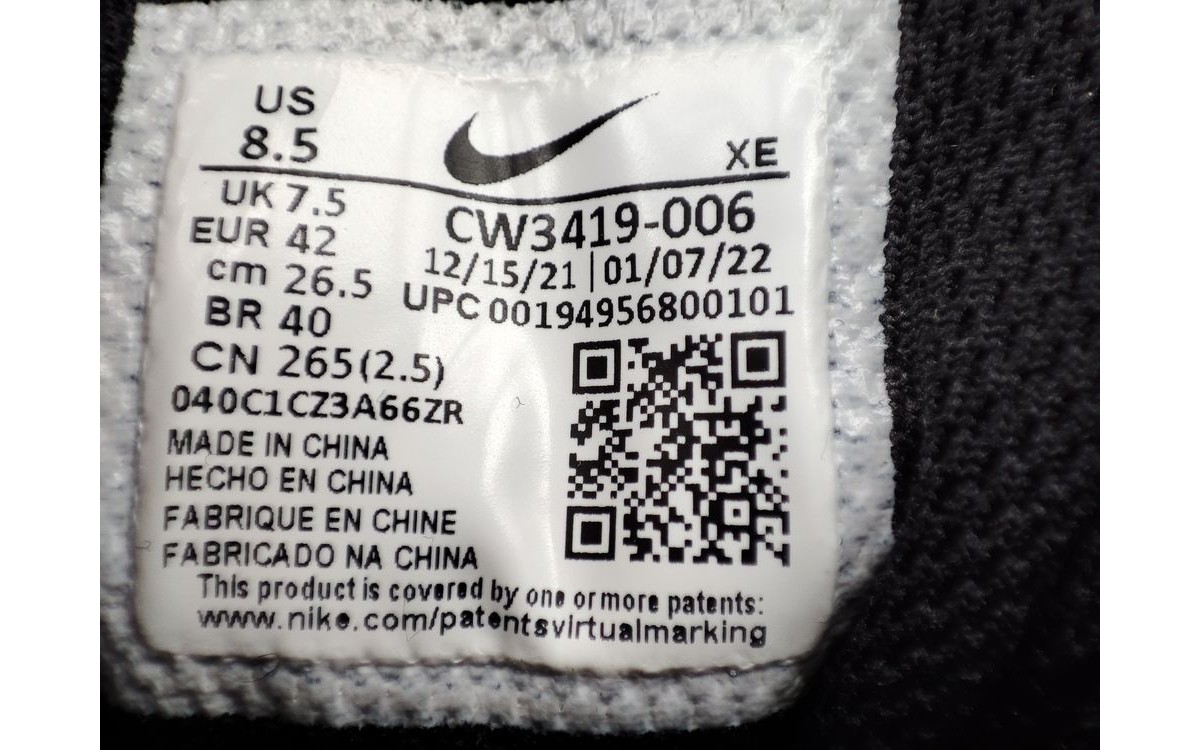 US
8.5
XE
UK 7.5
EUR 42
cm 26.5
BR 40
CN 265(2.5)
CW3419-006
12/15/21 | 01/07/22
UPC 00194956800101
040C1CZ3A66ZR
MADE IN CHINA
HECHO EN CHINA
FABRIQUE EN CHINE
FABRICADO NA CHINA
This product is covered by one or more patents:
www.nike.com/patentsvirtualmarking